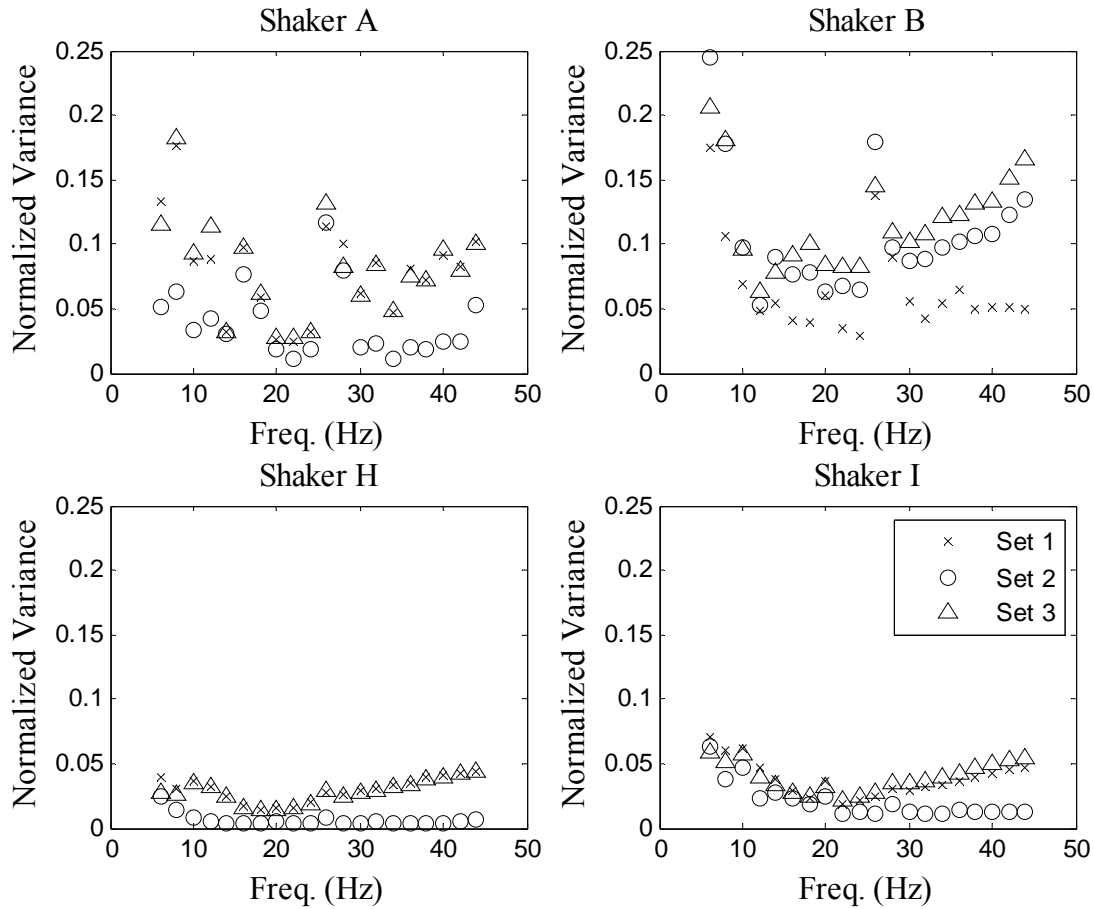 Shaker A
Normalized Variance
0.25
0.2
0.15
0.1
0.05
0
0 10 20 30 40 50
Freq. (Hz)
Shaker B
Normalized Variance
0.25
0.2
0.15
0.1
0.05
0
0 10 20 30 40 50
Freq. (Hz)
Shaker H
Normalized Variance
0.25
0.2
0.15
0.1
0.05
0
0 10 20 30 40 50
Freq. (Hz)
Shaker I
Normalized Variance
0.25
0.2
0.15
0.1
0.05
0
0 10 20 30 40 50
Freq. (Hz)
Set 1
Set 2
Set 3